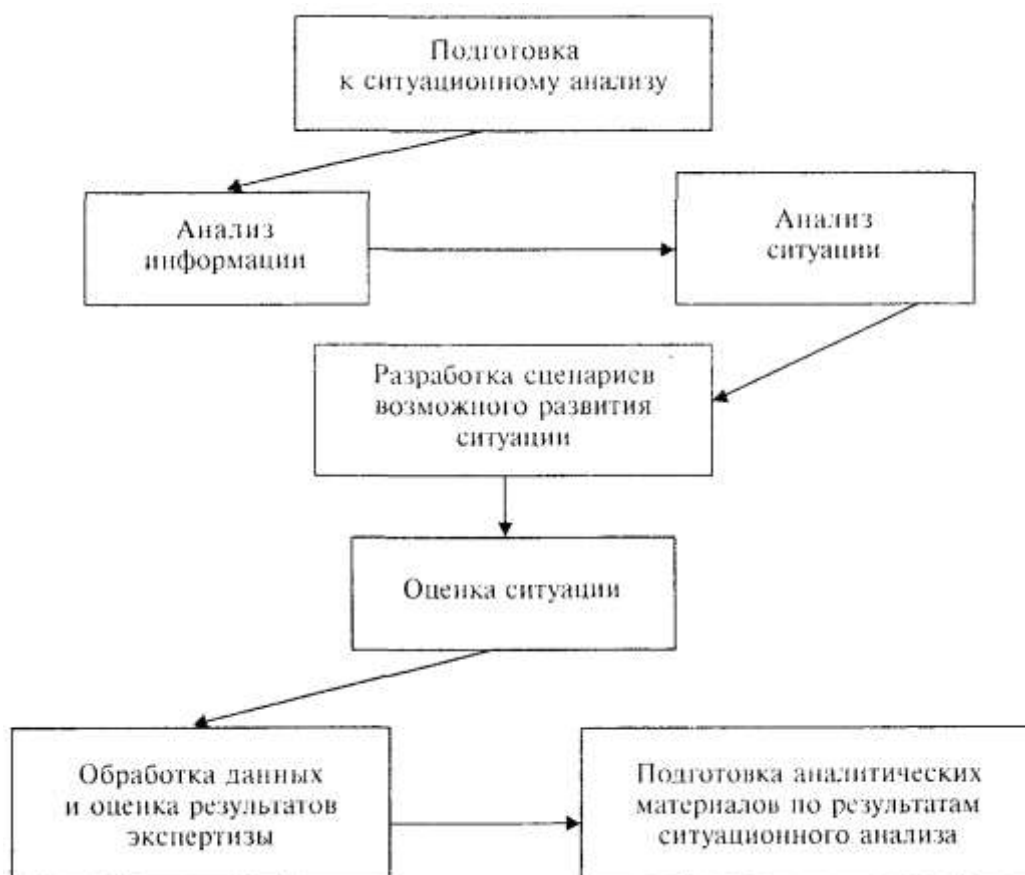 Подготовка
к ситуационному анализу
Анализ
информации
Анализ
ситуации
Разработка сценариев
возможного развития
ситуации
Оценка ситуации
Обработка данных
и оценка результатов
экспертизы
Подготовка аналитических
материалов по результатам
ситуационного анализа